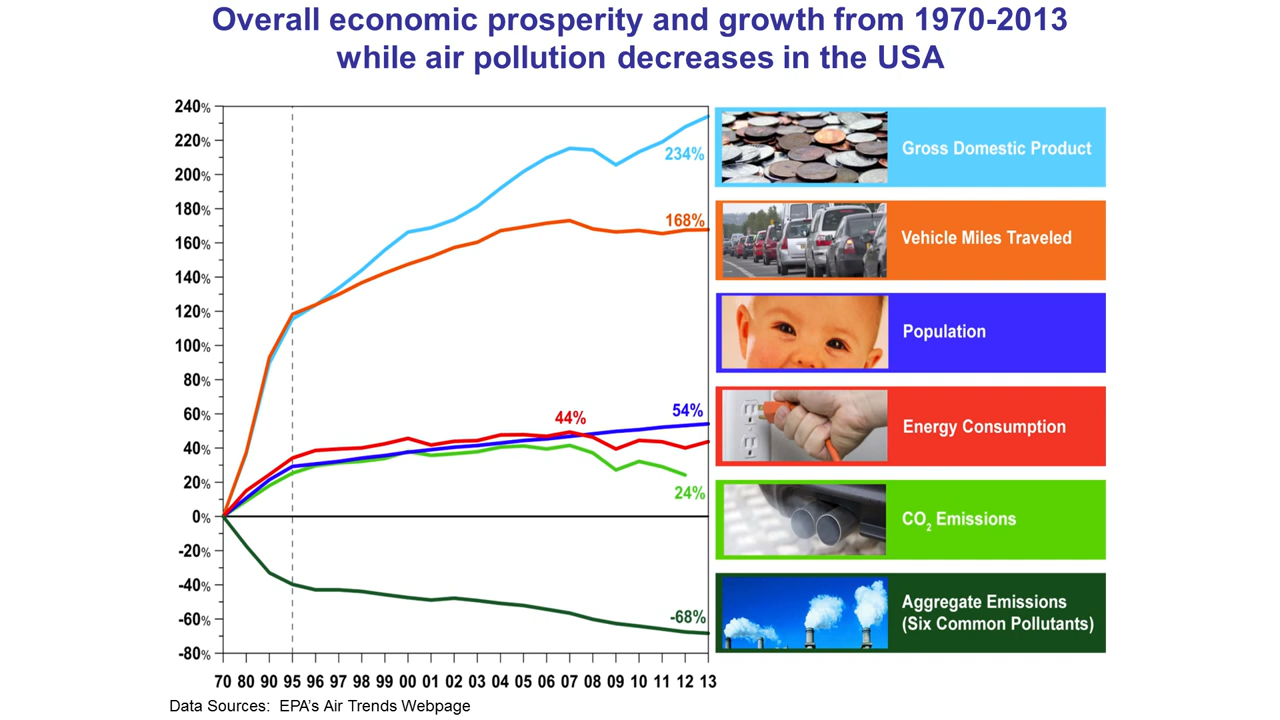 Overall economic prosperity and growth from 1970-2013
while air pollution decreases in the USA
240%
220%
200%
180%
160%
140%
120%
100%
80%
60%
40%
20%
0%
-20%
-40%
-60%
-80%
234%
168%
44%
54%
24%
-68%
70 80 90 95 96 97 98 99 00 01 02 03 04 05 06 07 08 09 10 11 12 13
Gross Domestic Product
Vehicle Miles Traveled
Population
Energy Consumption
CO2 Emissions
Aggregate Emissions
(Six Common Pollutants)
Data Sources: EPA's Air Trends Webpage